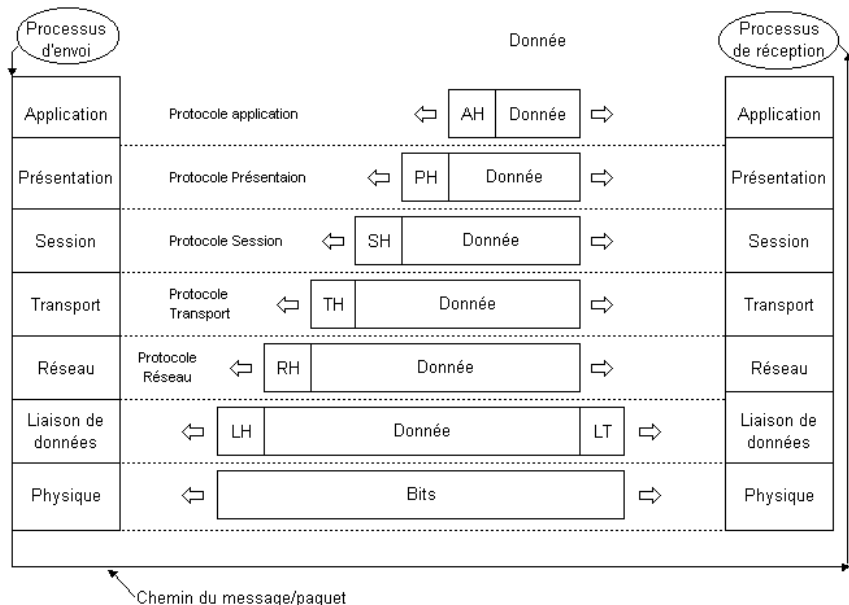 Processus
d'envoi
Donnée
Processus
de réception
Application
Protocole application
AH
Donnée
Application
Présentation
Protocole Présentaion
PH
Donnée
Présentation
Session
Protocole Session
SH
Donnée
Session
Transport
Protocole
Transport
TH
Donnée
Transport
Réseau
Protocole
Réseau
RH
Donnée
Réseau
Liaison de
données
LH
Donnée
LT
Liaison de
données
Physique
Bits
Physique
Chemin du message/paquet